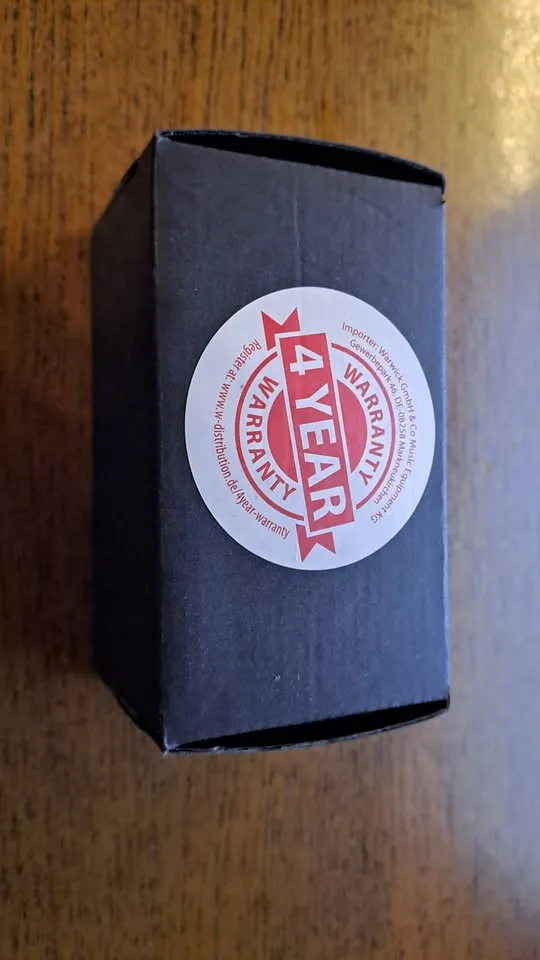 Importer: Warwick GmbH & Co Music Equipment KG
Gewerbepark 46, DE-08258 Markneukirchen
WARRANTY
4 YEAR
WARRANTY
Register at: www.w-distribution.de/4year-warranty